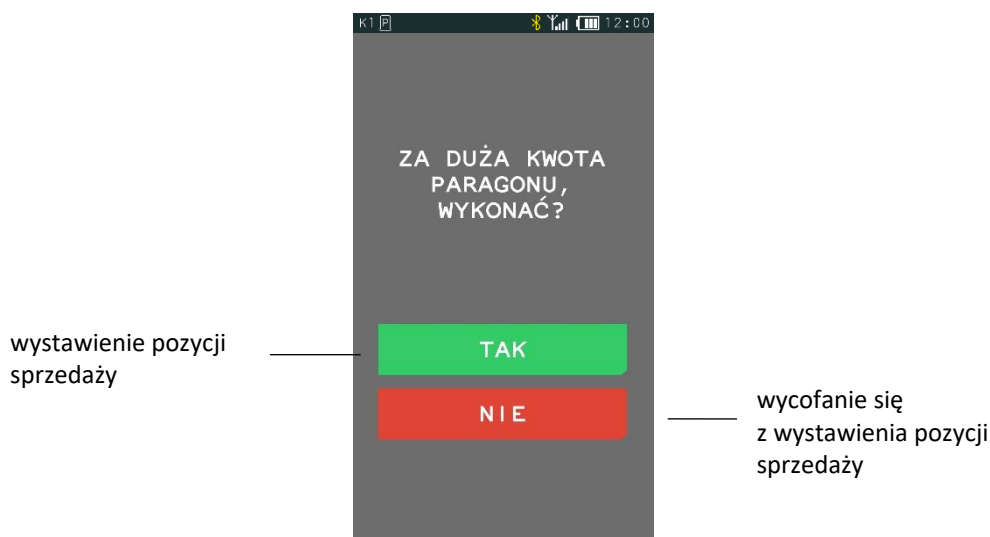 K1 P 12:00
ZA DUŻA KWOTA
PARAGONU,
WYKONAĆ?
wystawienie pozycji
sprzedaży
TAK
NIE
wycofanie się
z wystawienia pozycji
sprzedaży